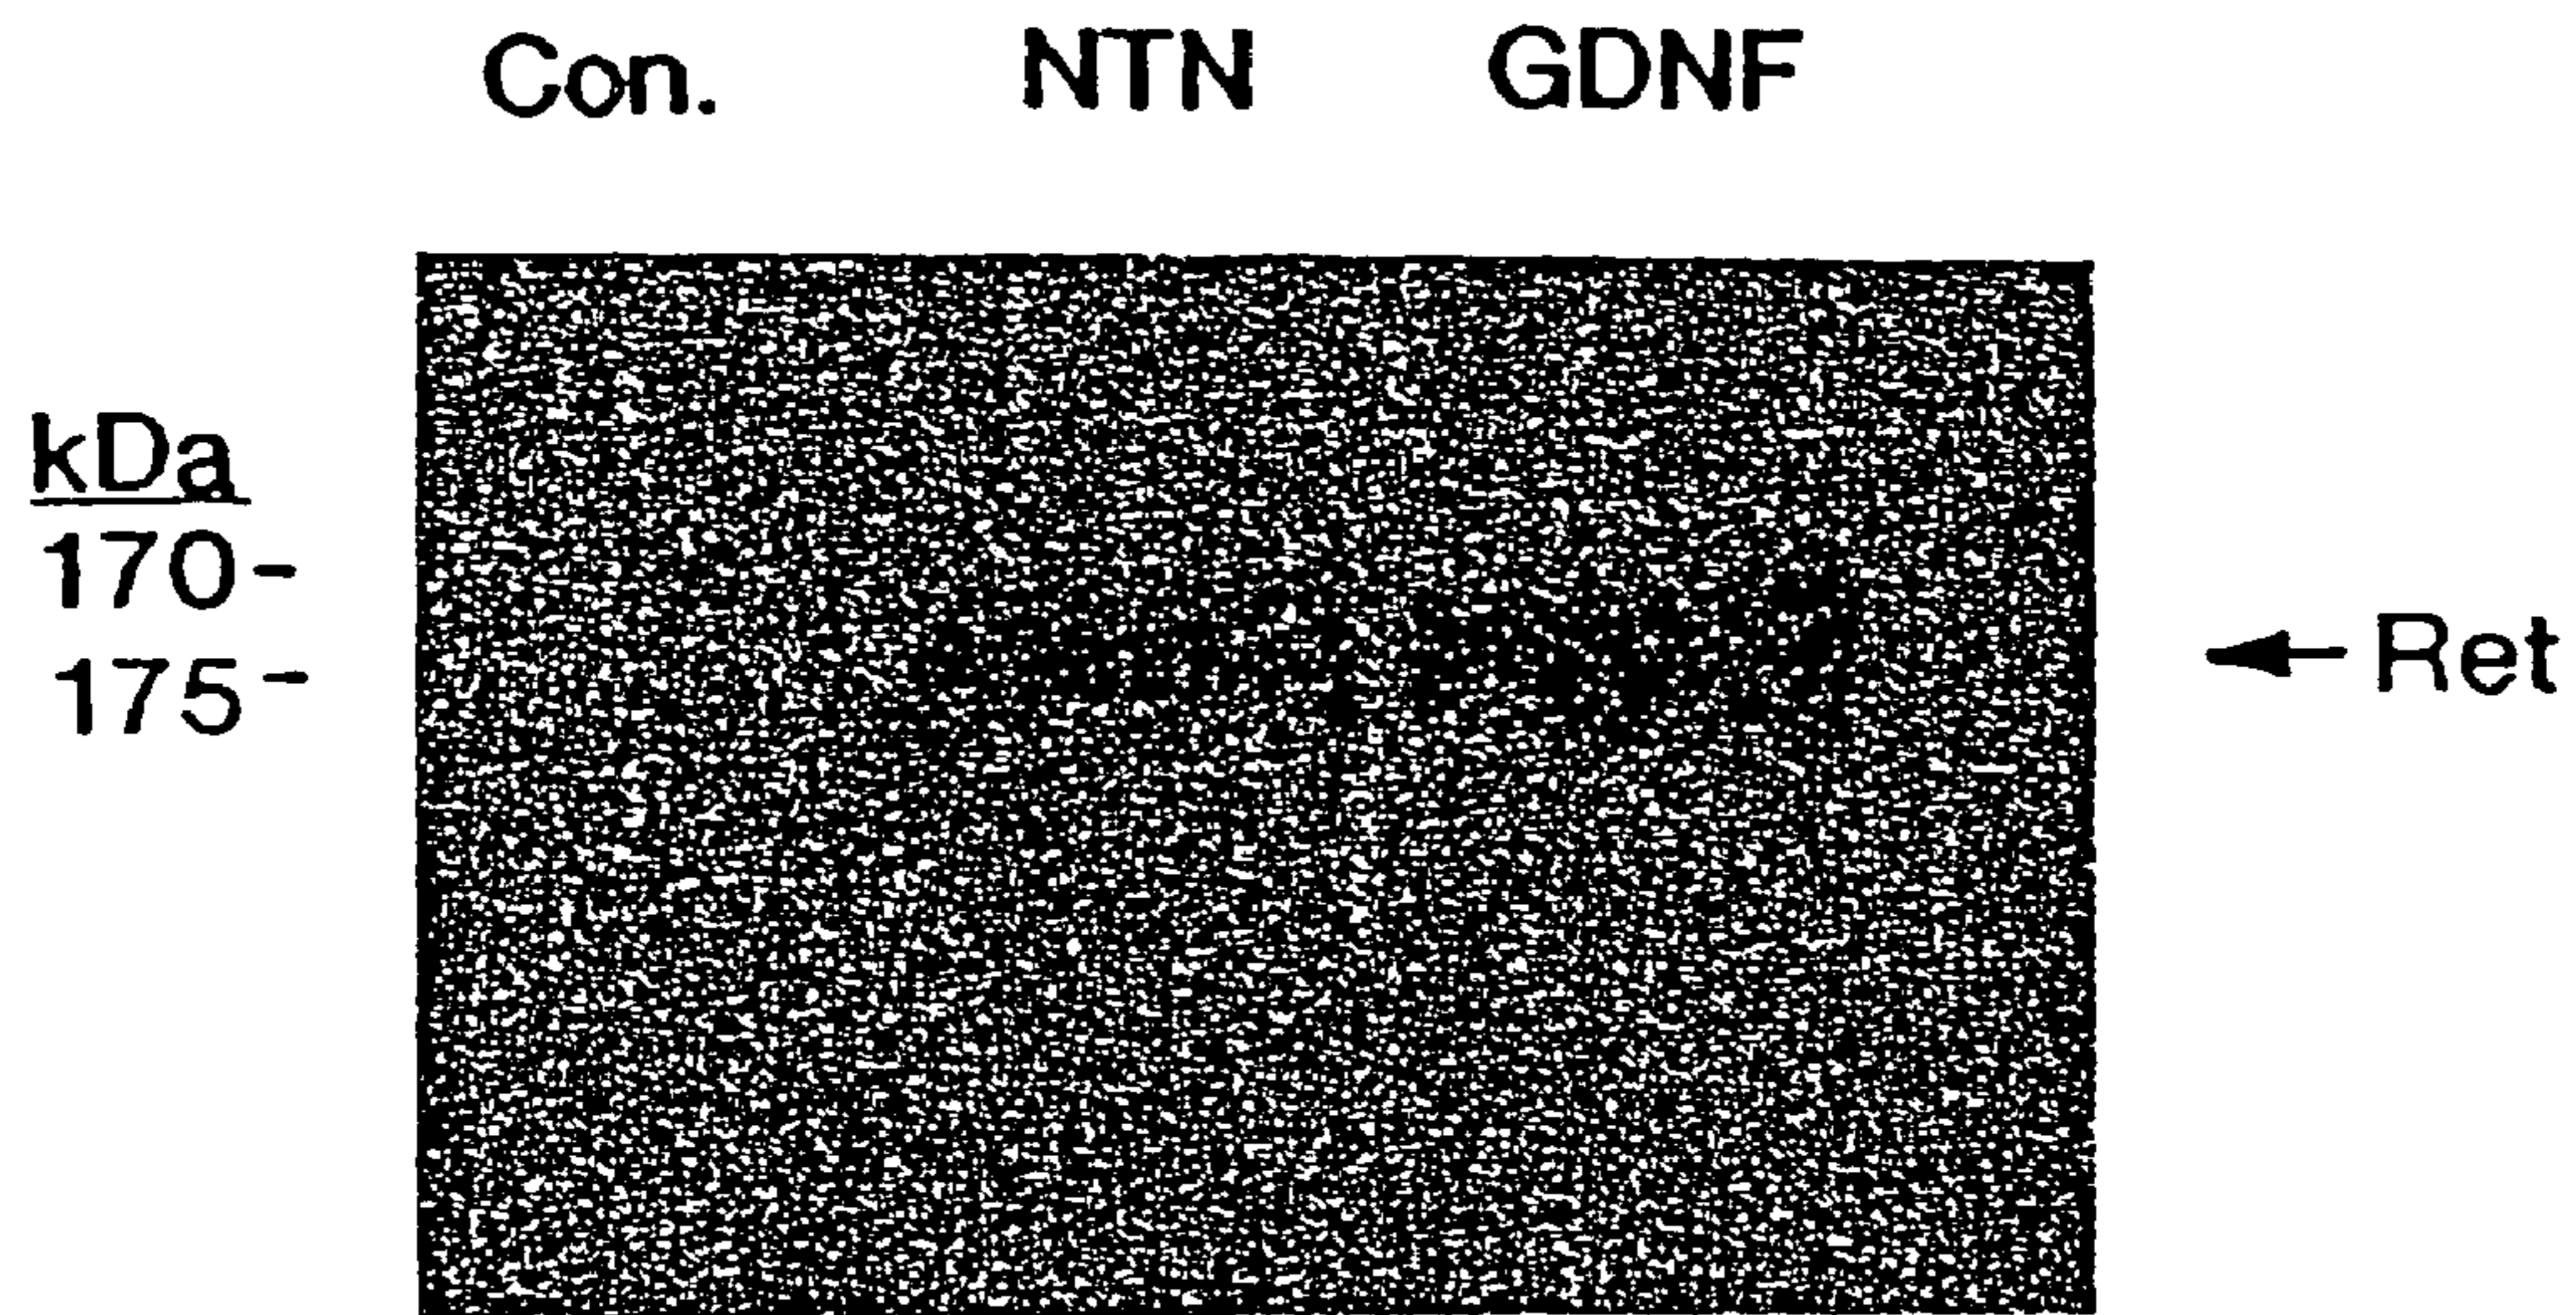 Con. NTN GDNF
kDa
170-
175-
← Ret